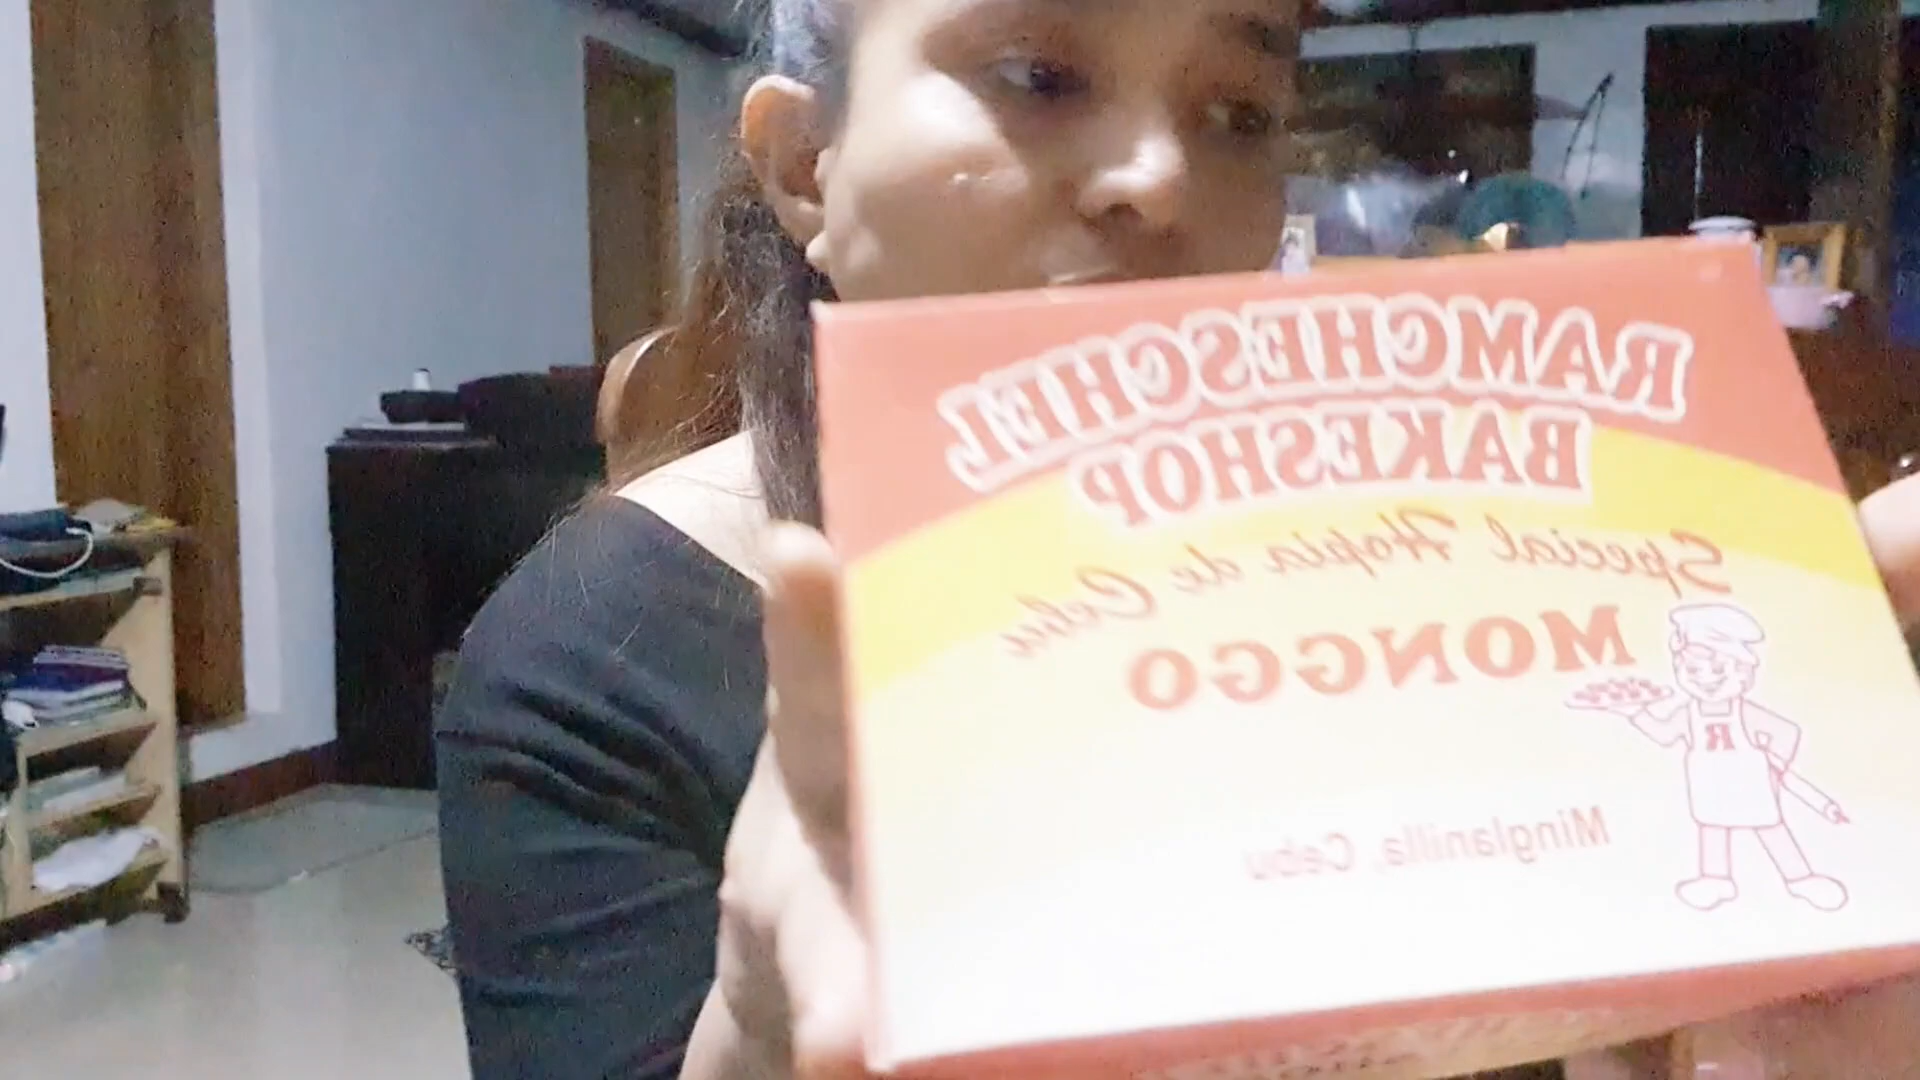 RAMCHESCHEL
BAKESHOP
Special Hopia de Cebu
MONGGO
R
Minglanilla, Cebu